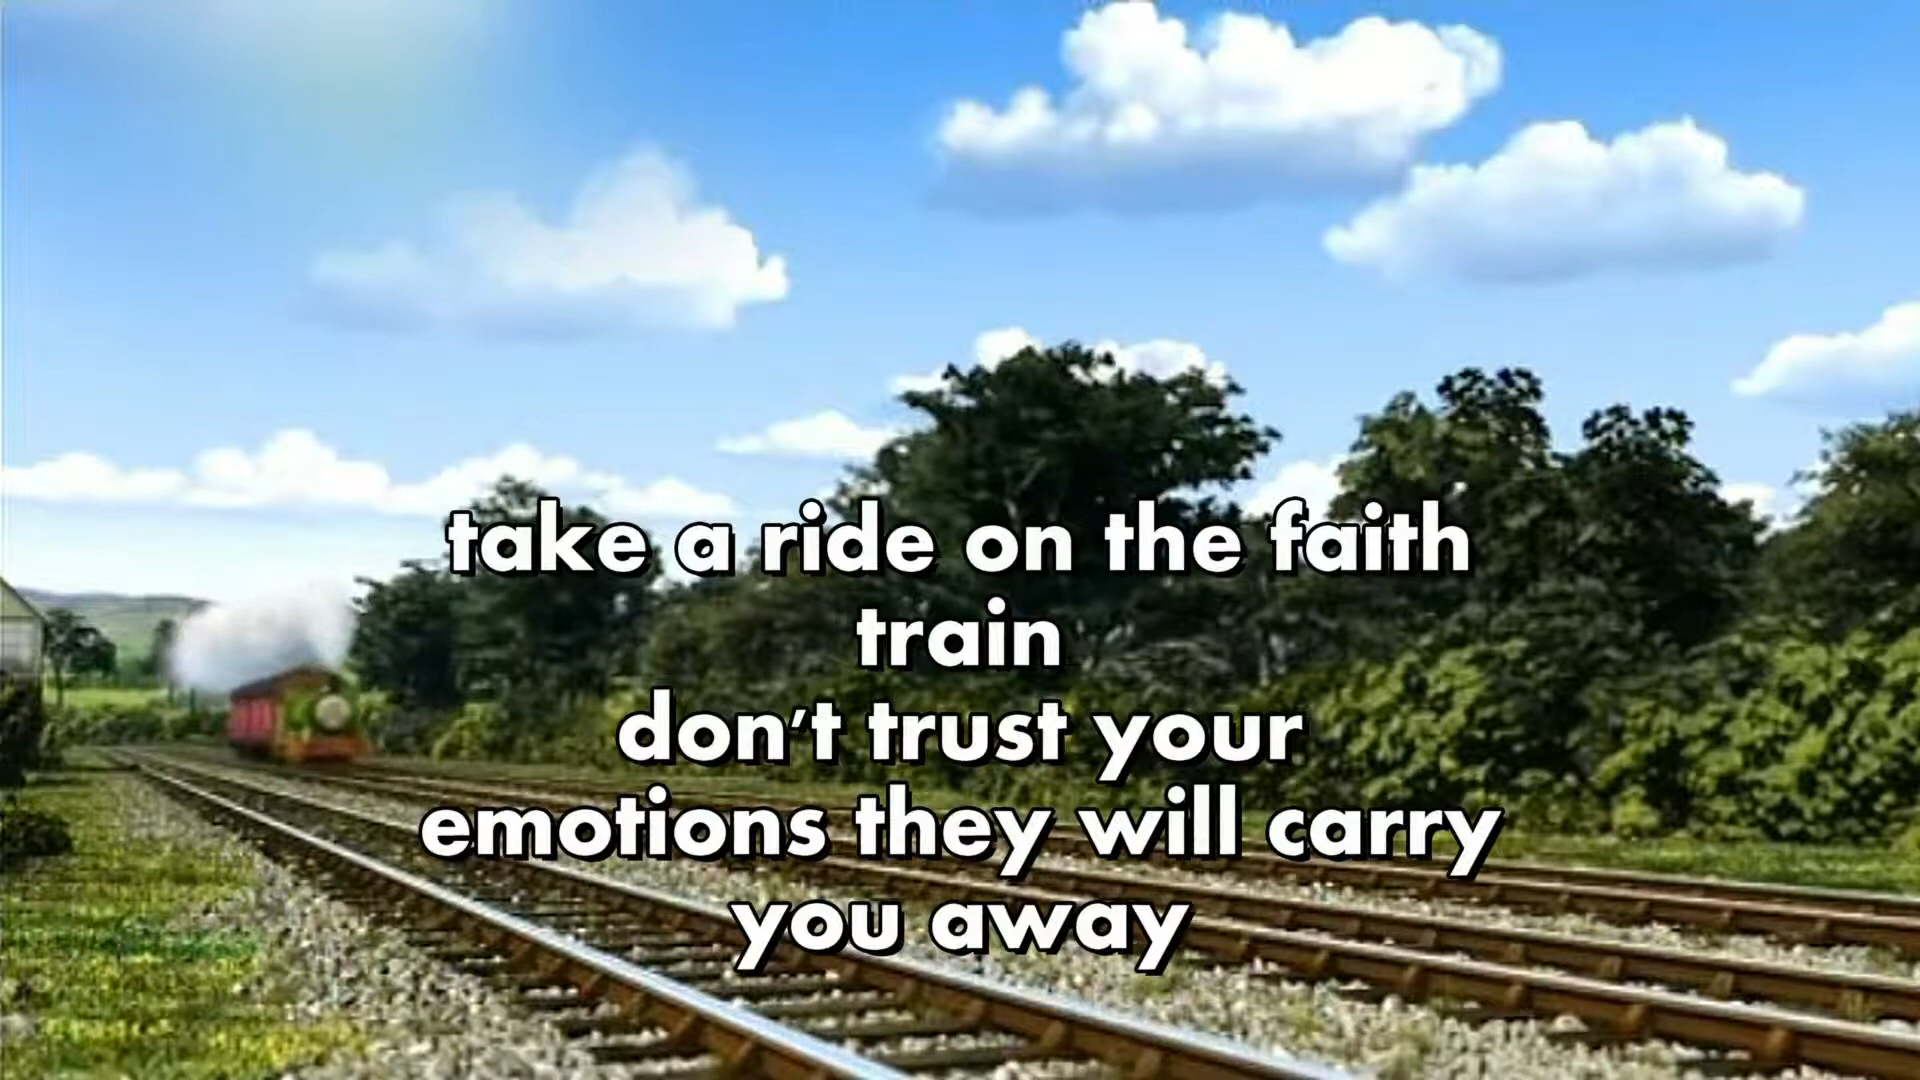 take a ride on the faith
train
don't trust your
emotions they will carry
you away